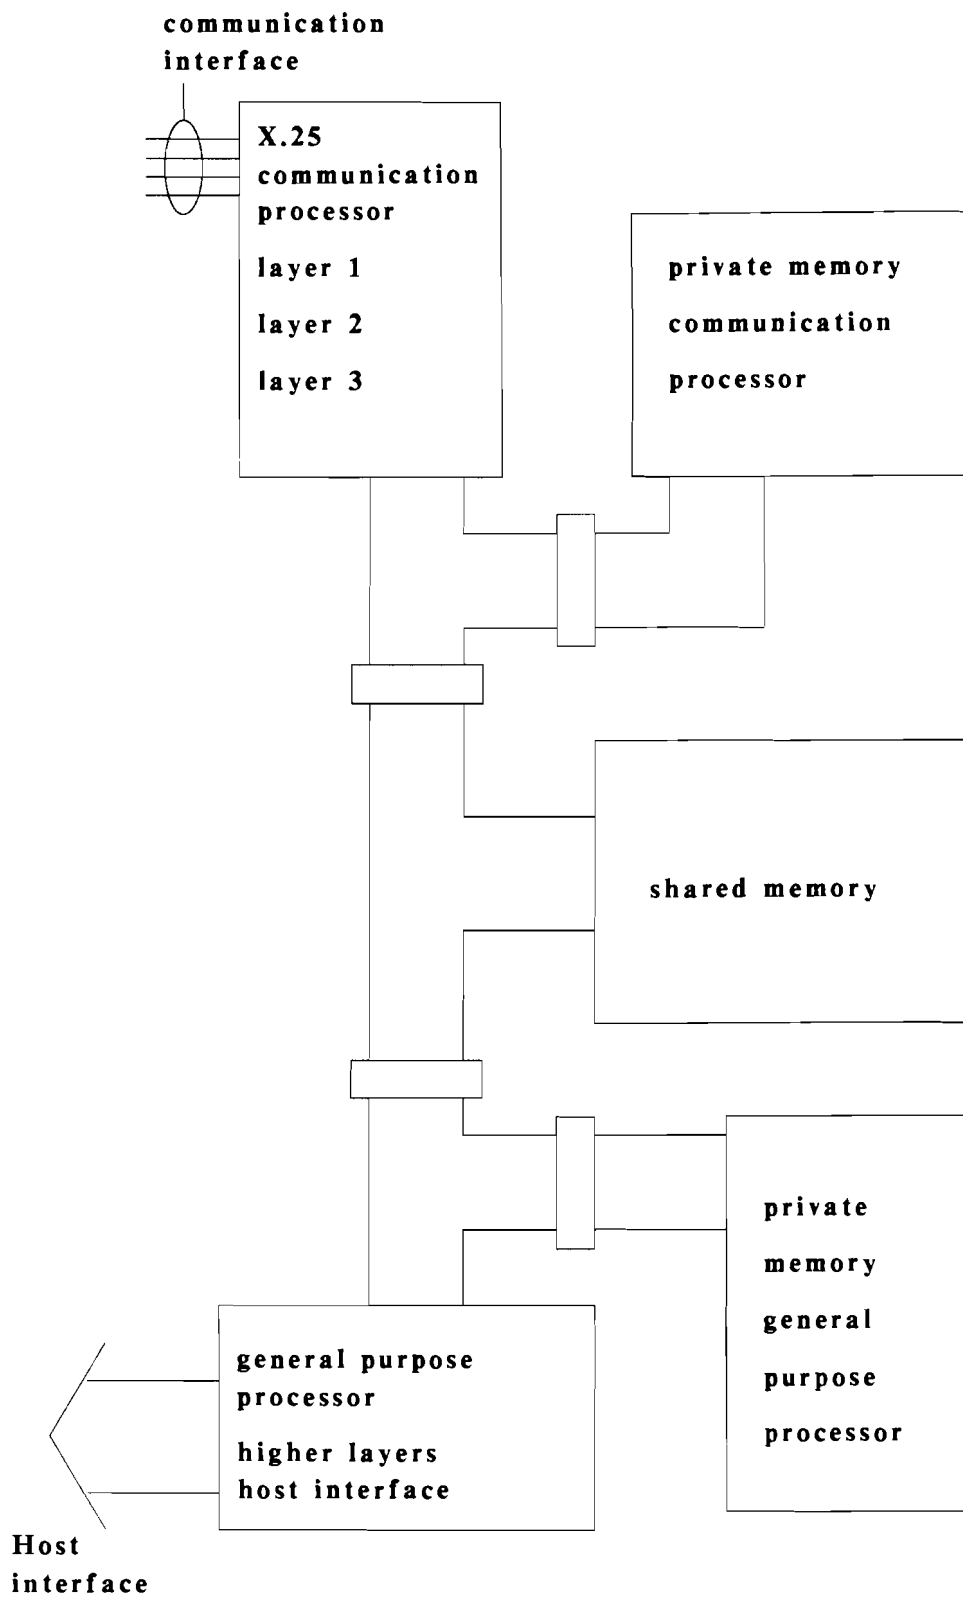 communication
interface
X.25
communication
processor
layer 1
layer 2
layer 3
private memory
communication
processor
shared memory
private
memory
general
purpose
processor
general purpose
processor
higher layers
host interface
Host
interface